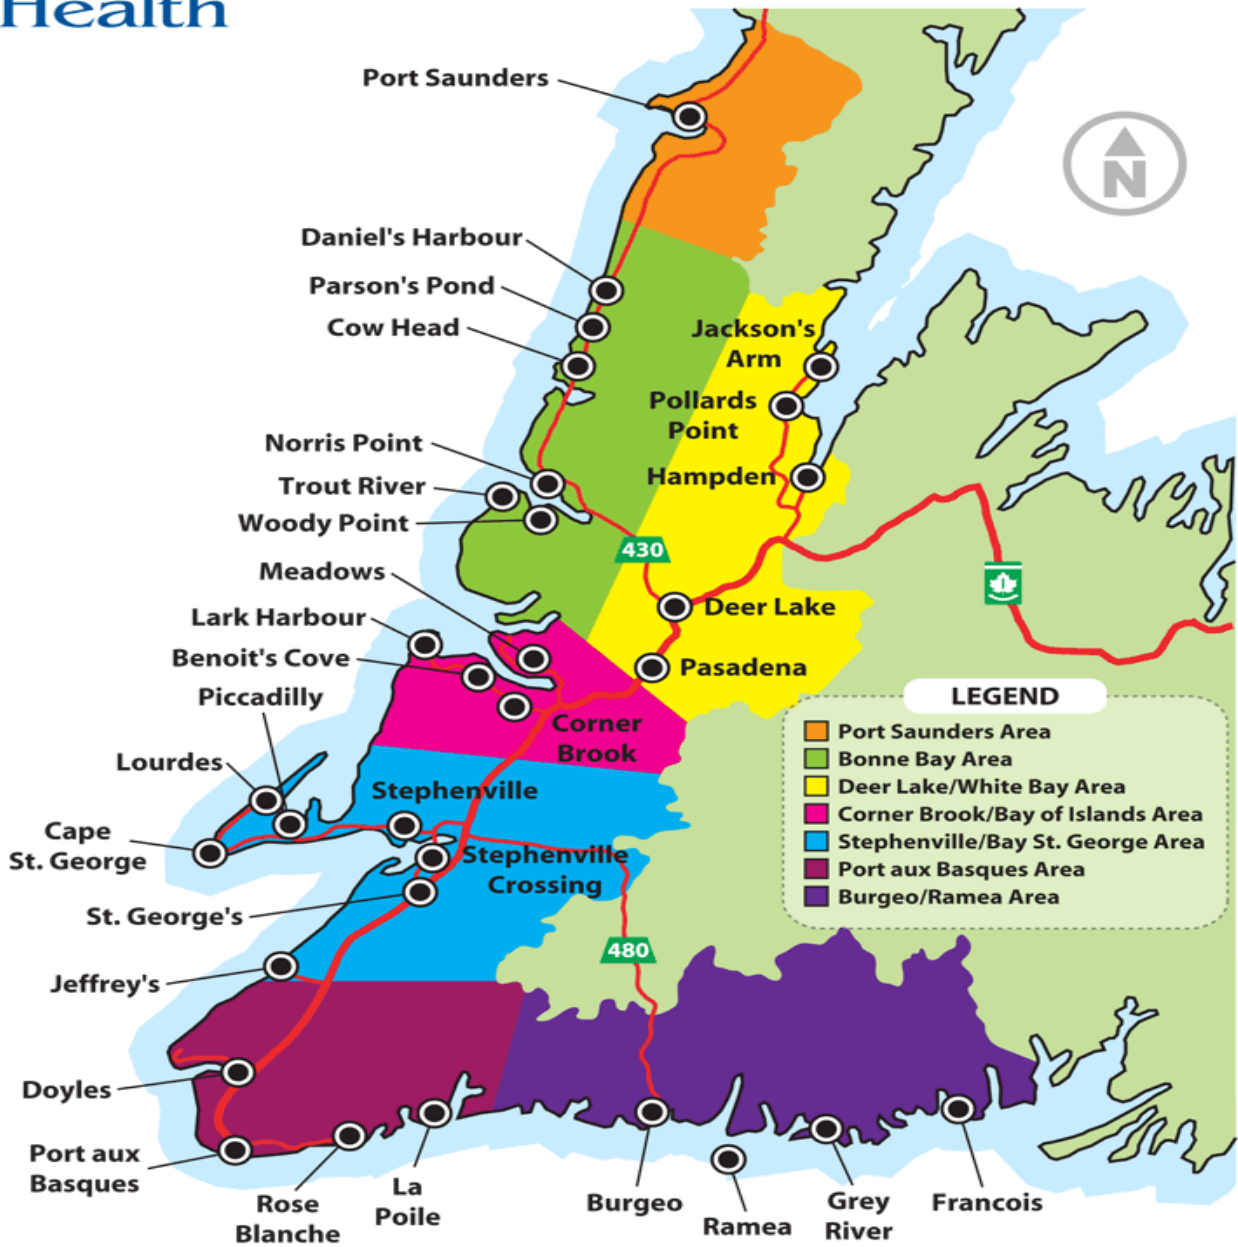 Health
Port Saunders
N
Daniel's Harbour
Parson's Pond
Cow Head
Jackson's
Arm
Pollards
Point
Norris Point
Hampden
Trout River
Woody Point
430
Meadows
1
Deer Lake
Lark Harbour
Benoit's Cove
Pasadena
Piccadilly
Corner
Brook
Lourdes
Stephenville
Cape
St. George
Stephenville
Crossing
St. George's
480
Jeffrey's
Doyles
Port aux
Basques
Rose
Blanche
La
Poile
Burgeo
Ramea
Grey
River
Francois
LEGEND
Port Saunders Area
Bonne Bay Area
Deer Lake/White Bay Area
Corner Brook/Bay of Islands Area
Stephenville/Bay St. George Area
Port aux Basques Area
Burgeo/Ramea Area